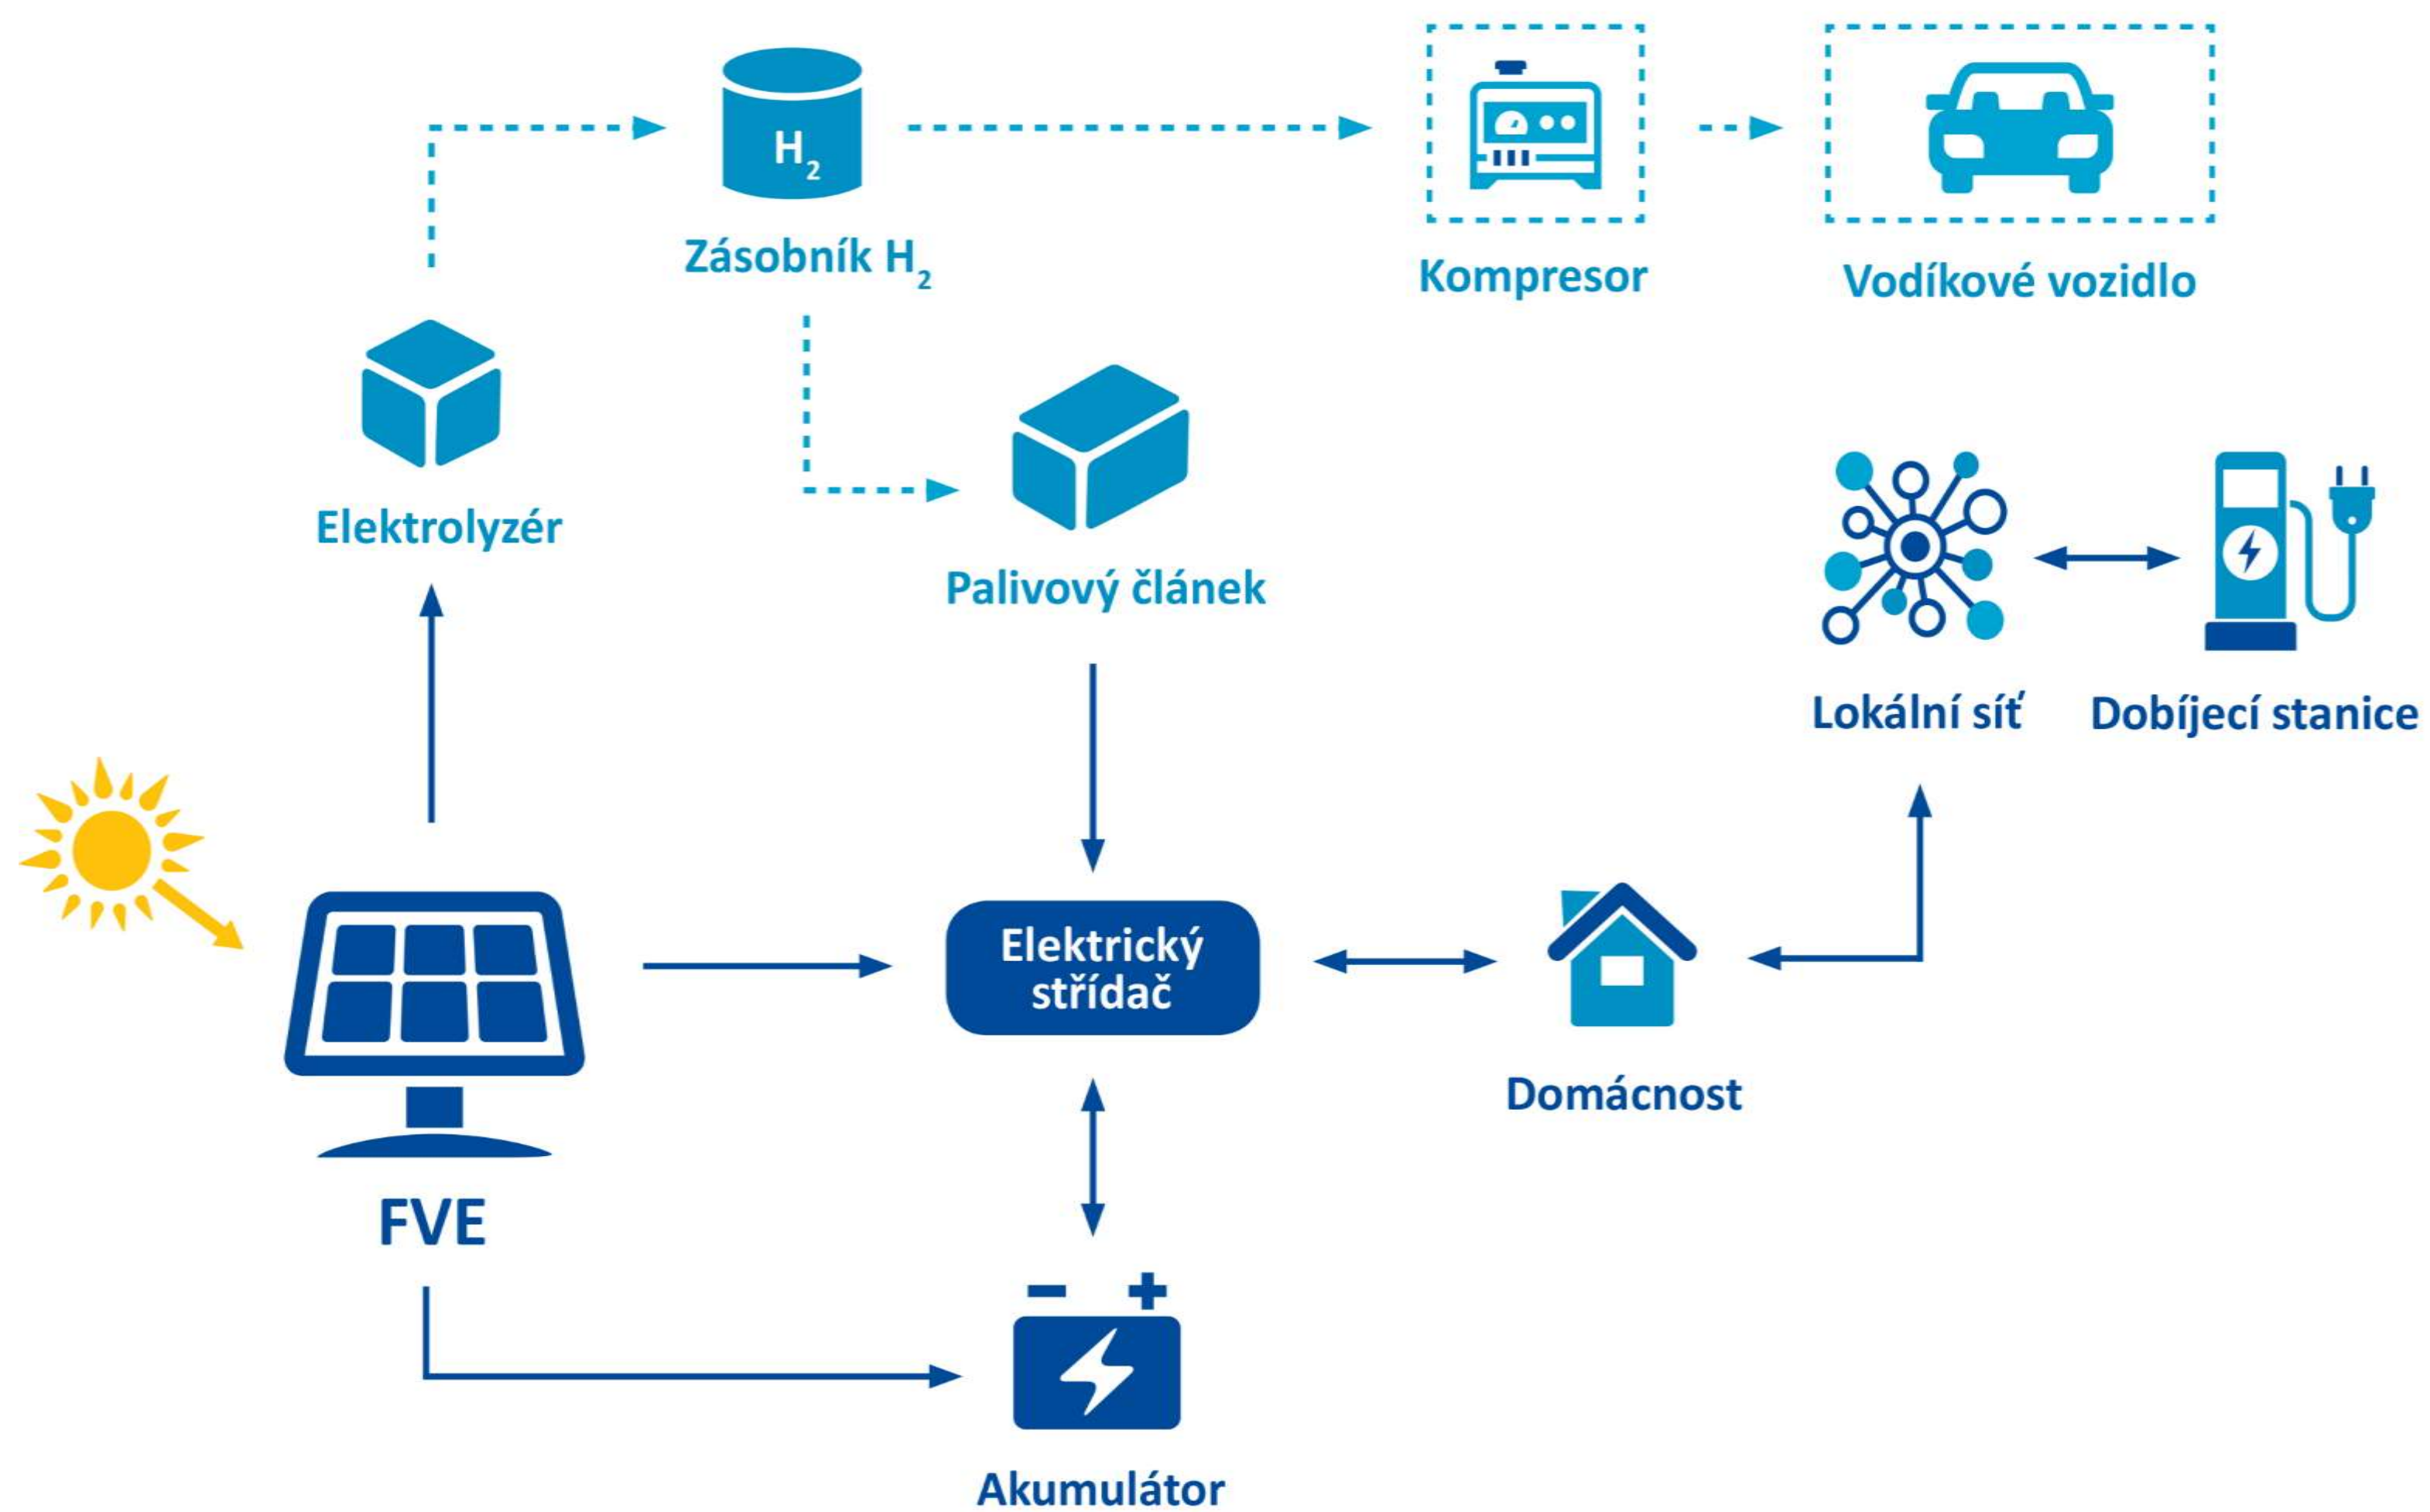 H2
Zásobník H2
Kompresor
Vodíkové vozidlo
Elektrolyzér
Palivový článek
Lokální síť
Dobíjecí stanice
Elektrický
střídač
Domácnost
FVE
Akumulátor